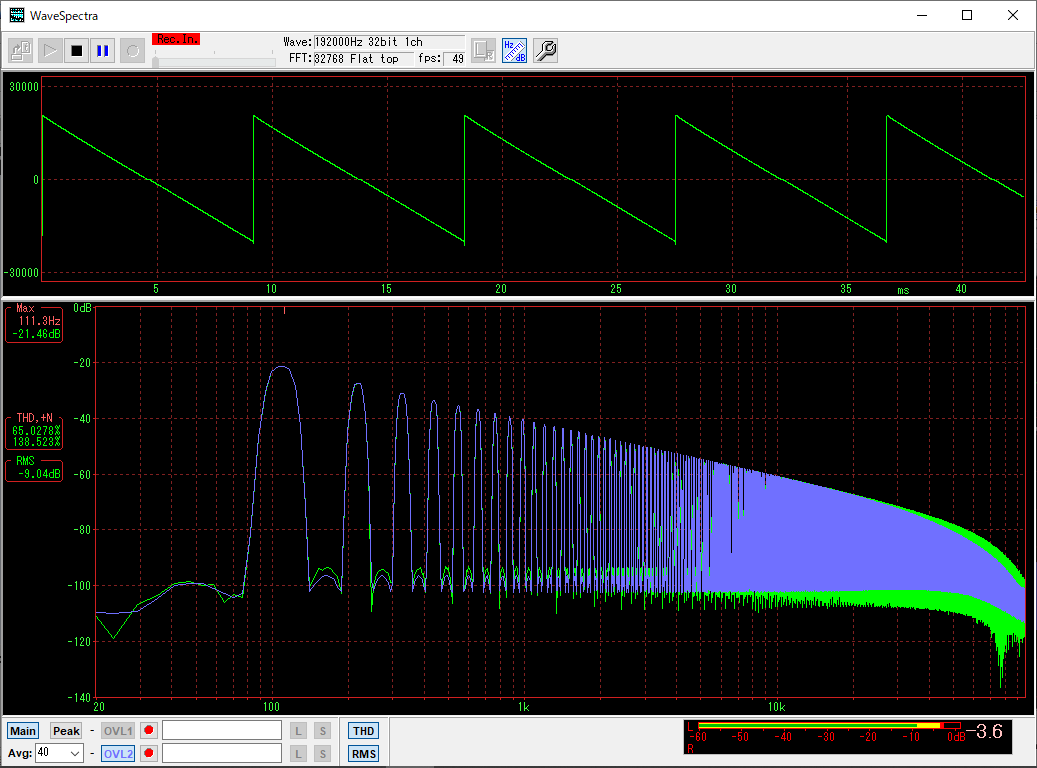 WaveSpectra
Rec.In.
Wave:192000Hz 32bit 1ch
FFT:32768 Flat top fps: 49
Hz
dB
30000
0
-30000
5 10 15 20 25 30 35 ms 40
Max
111.3Hz
-21.46dB
THD,+N
65.0278%
138.523%
RMS
-9.04dB
0dB
-20
-40
-60
-80
-100
-120
-140
20 100 1k 10k
Main Peak - OVL1 L S THD
Avg: 40 - OVL2 L S RMS
L
-60 -50 -40 -30 -20 -10 0dB -3.6
R